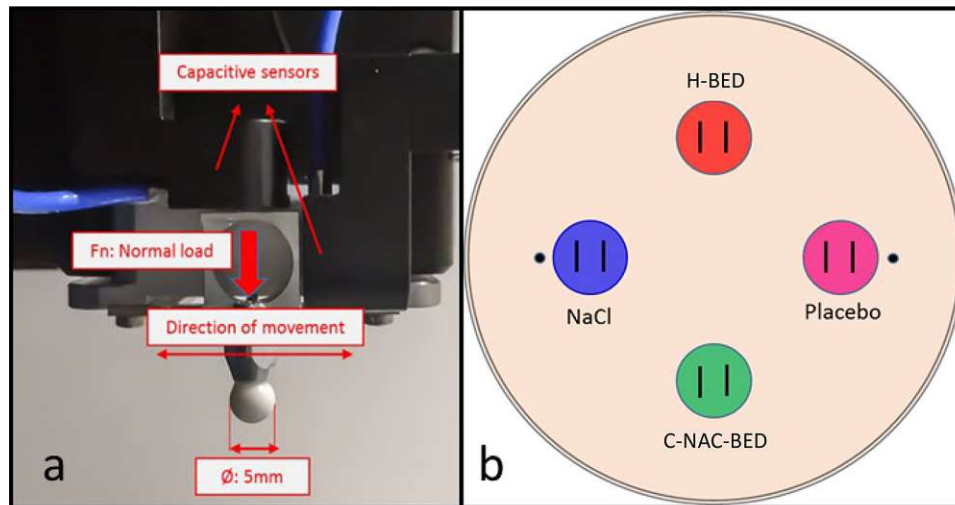 Capacitive sensors
Fn: Normal load
Direction of movement
Ø: 5mm
a
H-BED
NaCl
Placebo
C-NAC-BED
b